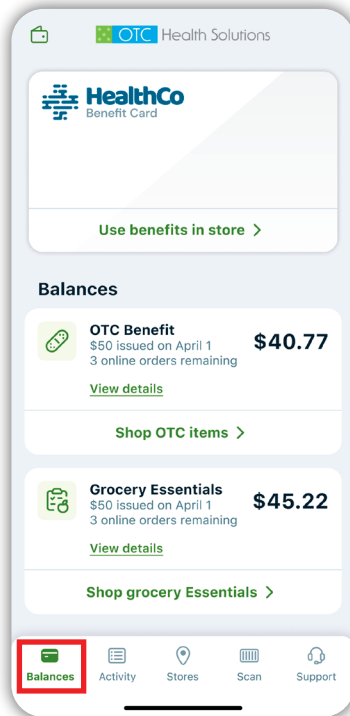 OTC Health Solutions
HealthCo
Benefit Card
Use benefits in store >
Balances
OTC Benefit
$50 issued on April 1
3 online orders remaining
$40.77
View details
Shop OTC items >
Grocery Essentials
$50 issued on April 1
3 online orders remaining
$45.22
View details
Shop grocery Essentials >
Balances Activity Stores Scan Support